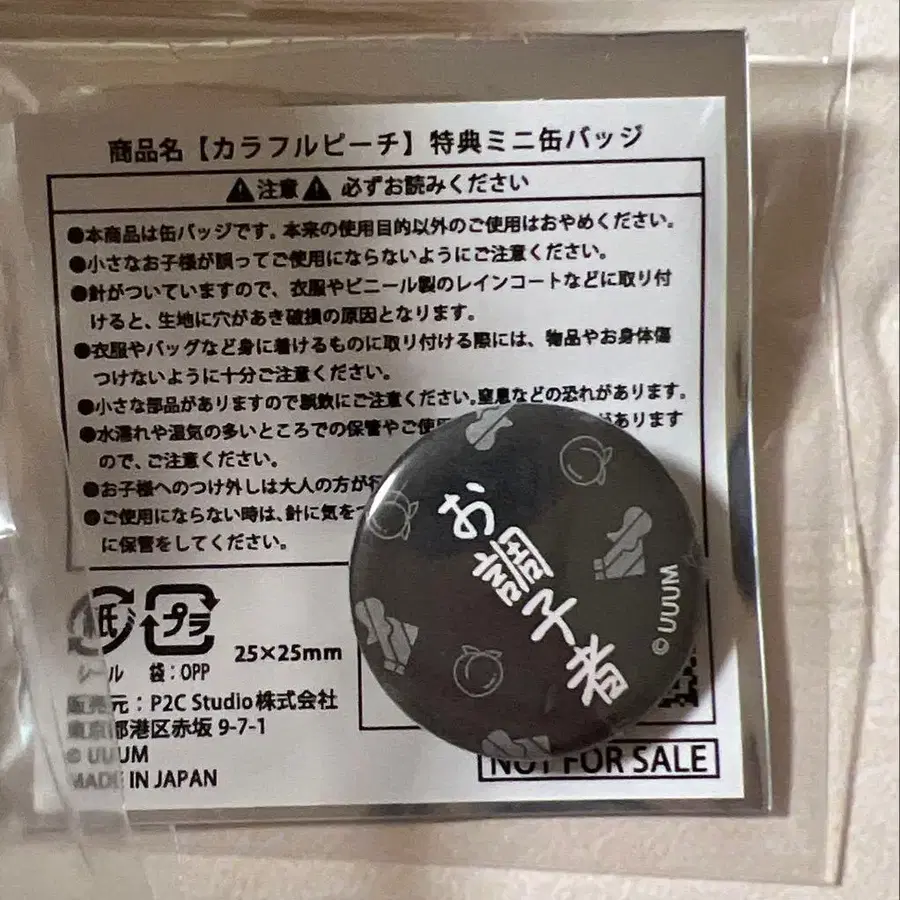 商品名【カラフルピーチ】特典ミニ缶バッジ
注意 必ずお読みください
●本商品は缶バッジです。本来の使用目的以外のご使用はおやめください。
●小さなお子様が誤ってご使用にならないようにご注意ください。
●針がついていますので、衣服やビニール製のレインコートなどに取り付
けると、生地に穴があき破損の原因となります。
●衣服やバッグなど身に着けるものに取り付ける際には、物品やお身体傷
つけないように十分ご注意ください。
●小さな部品がありますので誤飲にご注意ください。窒息などの恐れがあります。
●水濡れや湿気の多いところでの保管やご使用 があります
ので、ご注意ください。
●お子様へのつけ外しは大人の方が行
●ご使用にならない時は、針に気をつ
に保管をしてください。
お調子者
© UUUM
紙 プラ
シール 袋:OPP
25×25mm
販売元:P2C Studio株式会社
東京都港区赤坂 9-7-1
© UUUM
MADE IN JAPAN
NOT FOR SALE